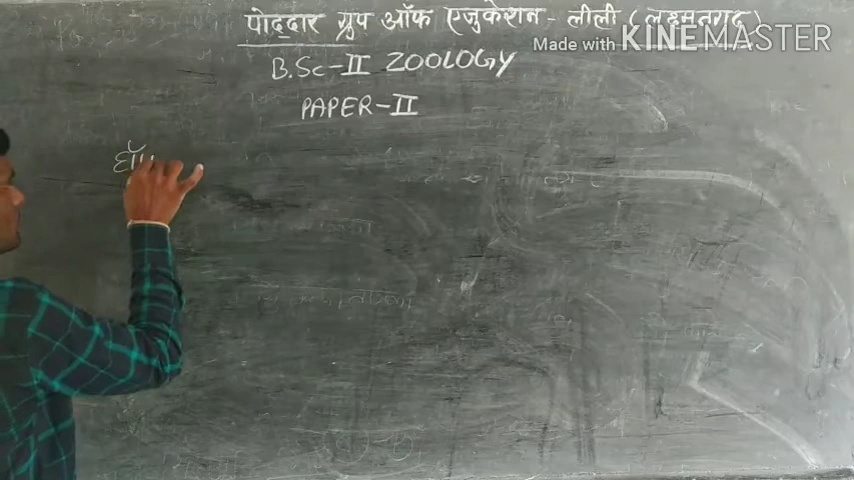 पोद्दार ग्रुप ऑफ एजुकेशन - लीली (लक्ष्मनगढ़)
Made with KINEMASTER
B.Sc-II ZOOLOGY
PAPER-II